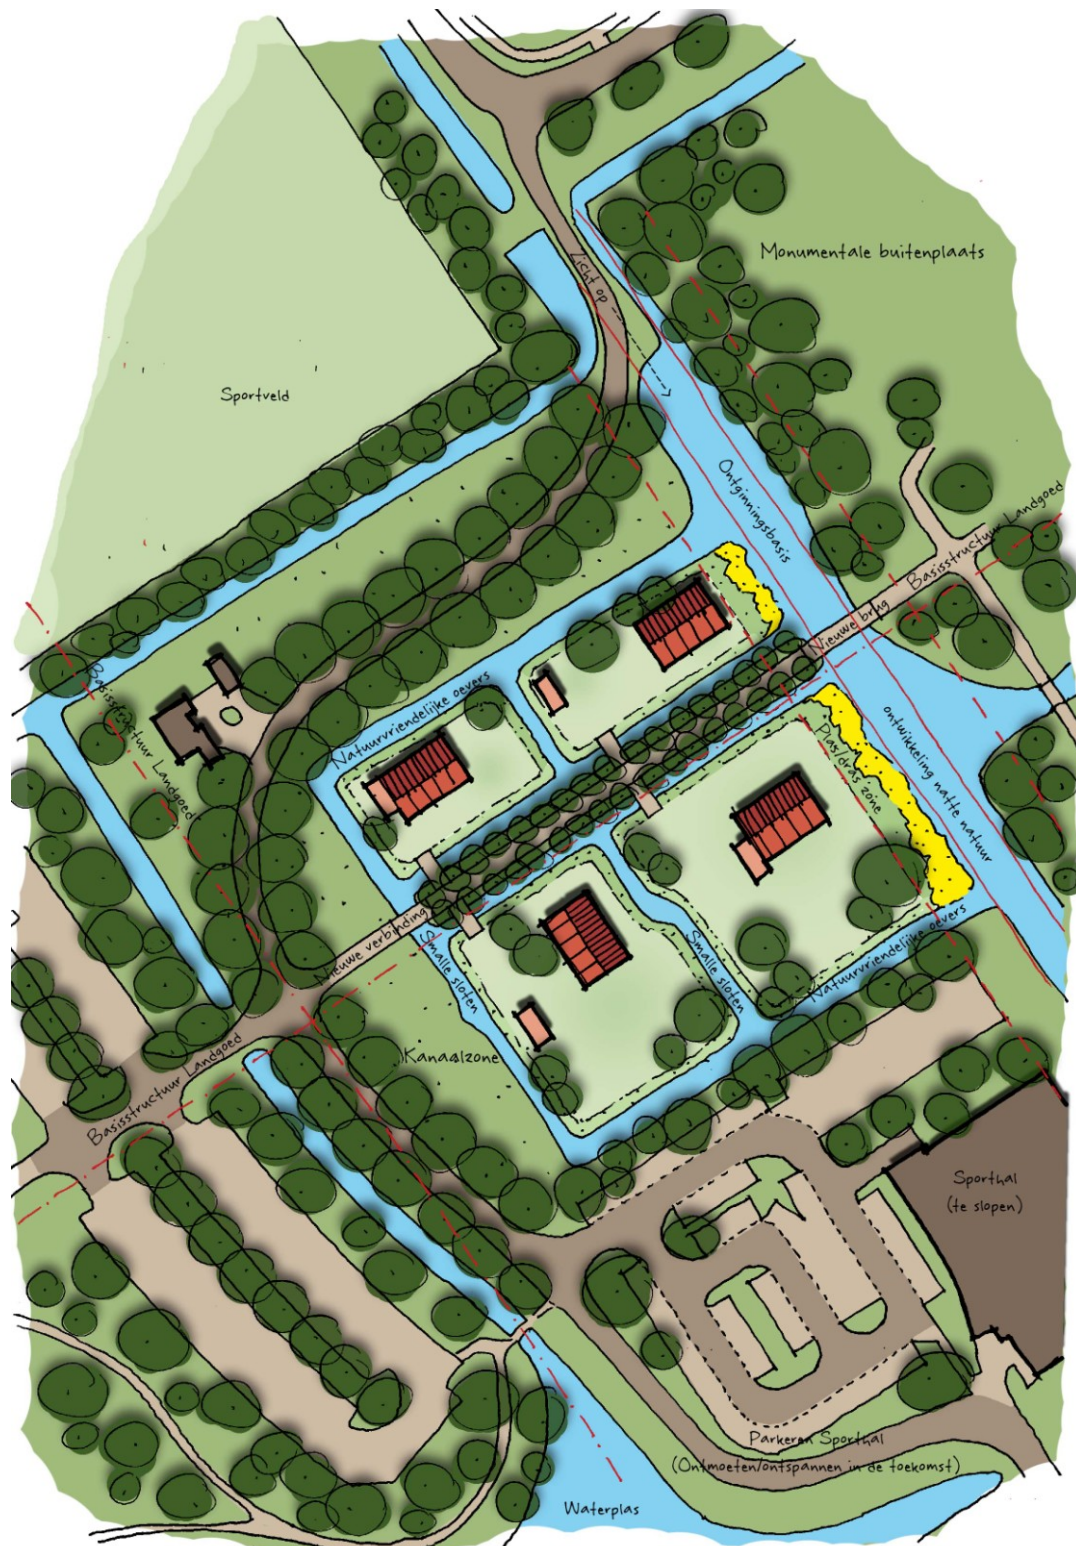 Monumentale buitenplaats
Zicht op
Sportveld
Ontginningsbasis
Basisstructuur Landgoed
Nieuwe brug
Basisstructuur Landgoed
Natuurvriendelijke oevers
ontwikkeling natte natuur
Plasdras zone
Nieuwe verbinding
Smalle sloten
Smalle sloten
Natuurvriendelijke oevers
Kanaalzone
Basisstructuur Landgoed
Sporthal
(te slopen)
Parkeren Sporthal
(Ontmoeten/ontspannen in de toekomst)
Waterplas